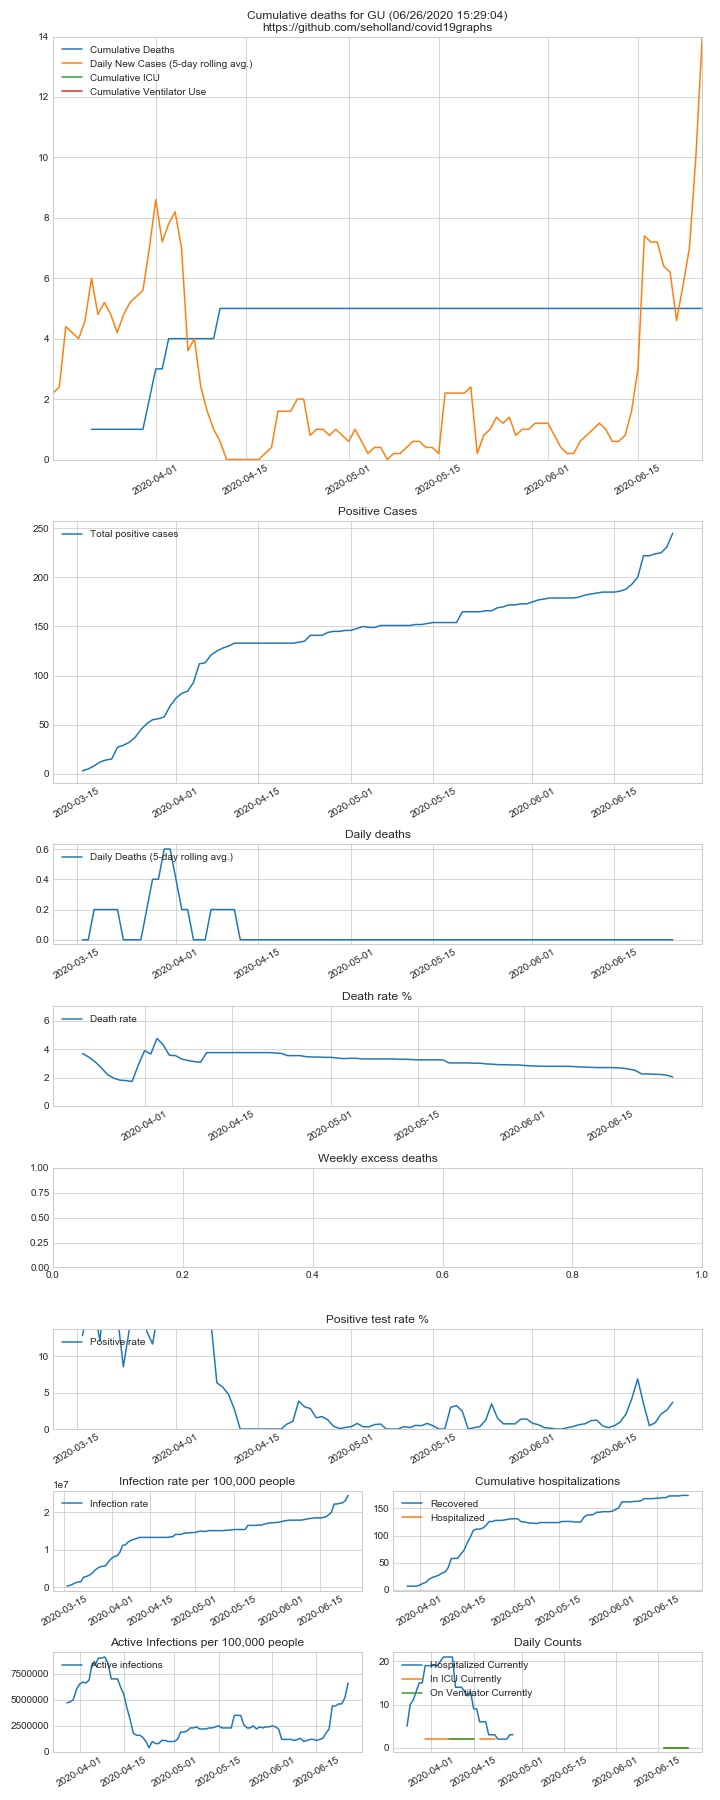 Cumulative deaths for GU (06/26/2020 15:29:04)
https://github.com/seholland/covid19graphs
Cumulative Deaths
Daily New Cases (5-day rolling avg.)
Cumulative ICU
Cumulative Ventilator Use
14
12
10
8
6
4
2
0
2020-04-01 2020-04-15 2020-05-01 2020-05-15 2020-06-01 2020-06-15
Positive Cases
Total positive cases
250
200
150
100
50
0
2020-03-15 2020-04-01 2020-04-15 2020-05-01 2020-05-15 2020-06-01 2020-06-15
Daily deaths
Daily Deaths (5-day rolling avg.)
0.6
0.4
0.2
0.0
2020-03-15 2020-04-01 2020-04-15 2020-05-01 2020-05-15 2020-06-01 2020-06-15
Death rate %
Death rate
6
4
2
0
2020-04-01 2020-04-15 2020-05-01 2020-05-15 2020-06-01 2020-06-15
Weekly excess deaths
1.00
0.75
0.50
0.25
0.00
0.0 0.2 0.4 0.6 0.8 1.0
Positive test rate %
Positive rate
10
5
0
2020-03-15 2020-04-01 2020-04-15 2020-05-01 2020-05-15 2020-06-01 2020-06-15
Infection rate per 100,000 people
1e7
Infection rate
2
1
0
2020-03-15 2020-04-01 2020-04-15 2020-05-01 2020-05-15 2020-06-01 2020-06-15
Cumulative hospitalizations
Recovered
Hospitalized
150
100
50
0
2020-04-01 2020-04-15 2020-05-01 2020-05-15 2020-06-01 2020-06-15
Active Infections per 100,000 people
Active infections
7500000
5000000
2500000
0
2020-04-01 2020-04-15 2020-05-01 2020-05-15 2020-06-01 2020-06-15
Daily Counts
Hospitalized Currently
In ICU Currently
On Ventilator Currently
20
10
0
2020-04-01 2020-04-15 2020-05-01 2020-05-15 2020-06-01 2020-06-15